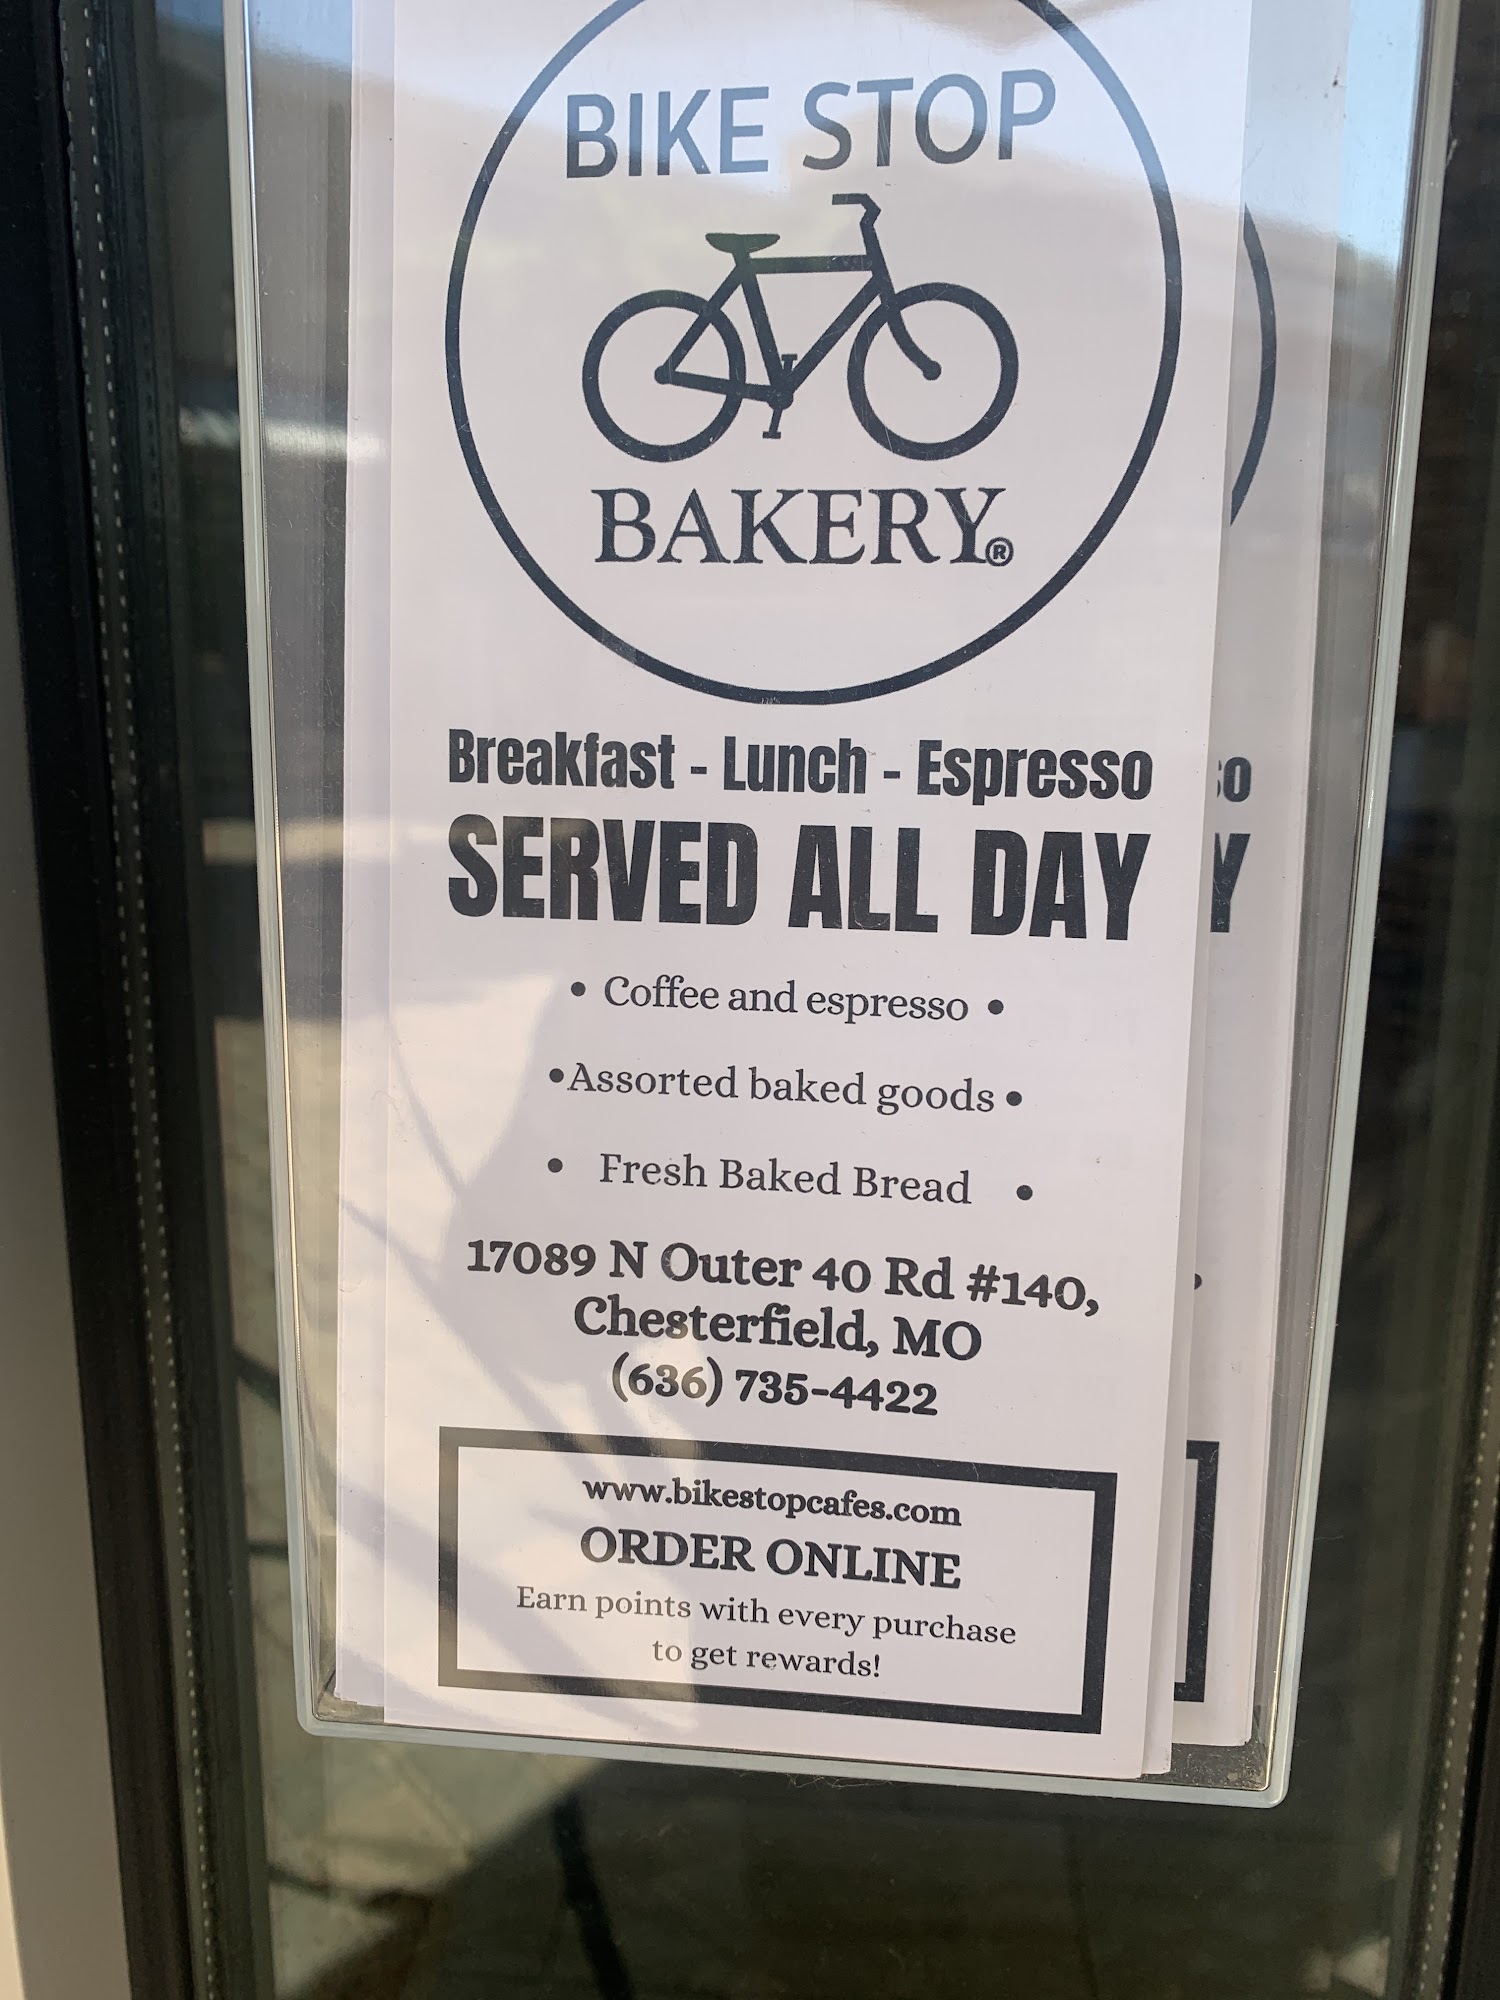 BIKE STOP
BAKERY®
Breakfast - Lunch - Espresso
SERVED ALL DAY
• Coffee and espresso •
•Assorted baked goods •
• Fresh Baked Bread •
17089 N Outer 40 Rd #140,
Chesterfield, MO
(636) 735-4422
www.bikestopcafes.com
ORDER ONLINE
Earn points with every purchase
to get rewards!
so
Y